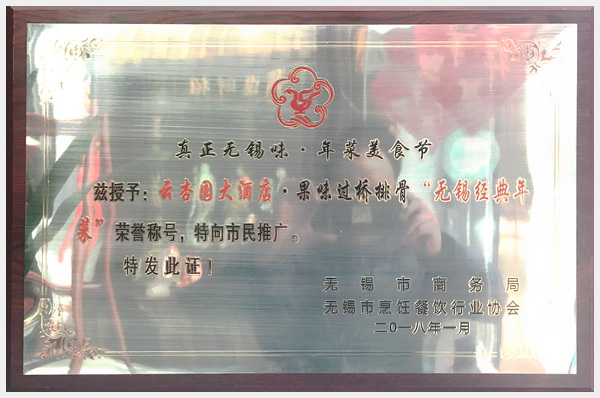 真正无锡味·年菜美食节
兹授予：云杏园大酒店·果味过桥排骨“无锡经典年
菜”荣誉称号，特向市民推广。
特发此证！
无锡市商务局
无锡市烹饪餐饮行业协会
二0一八年一月